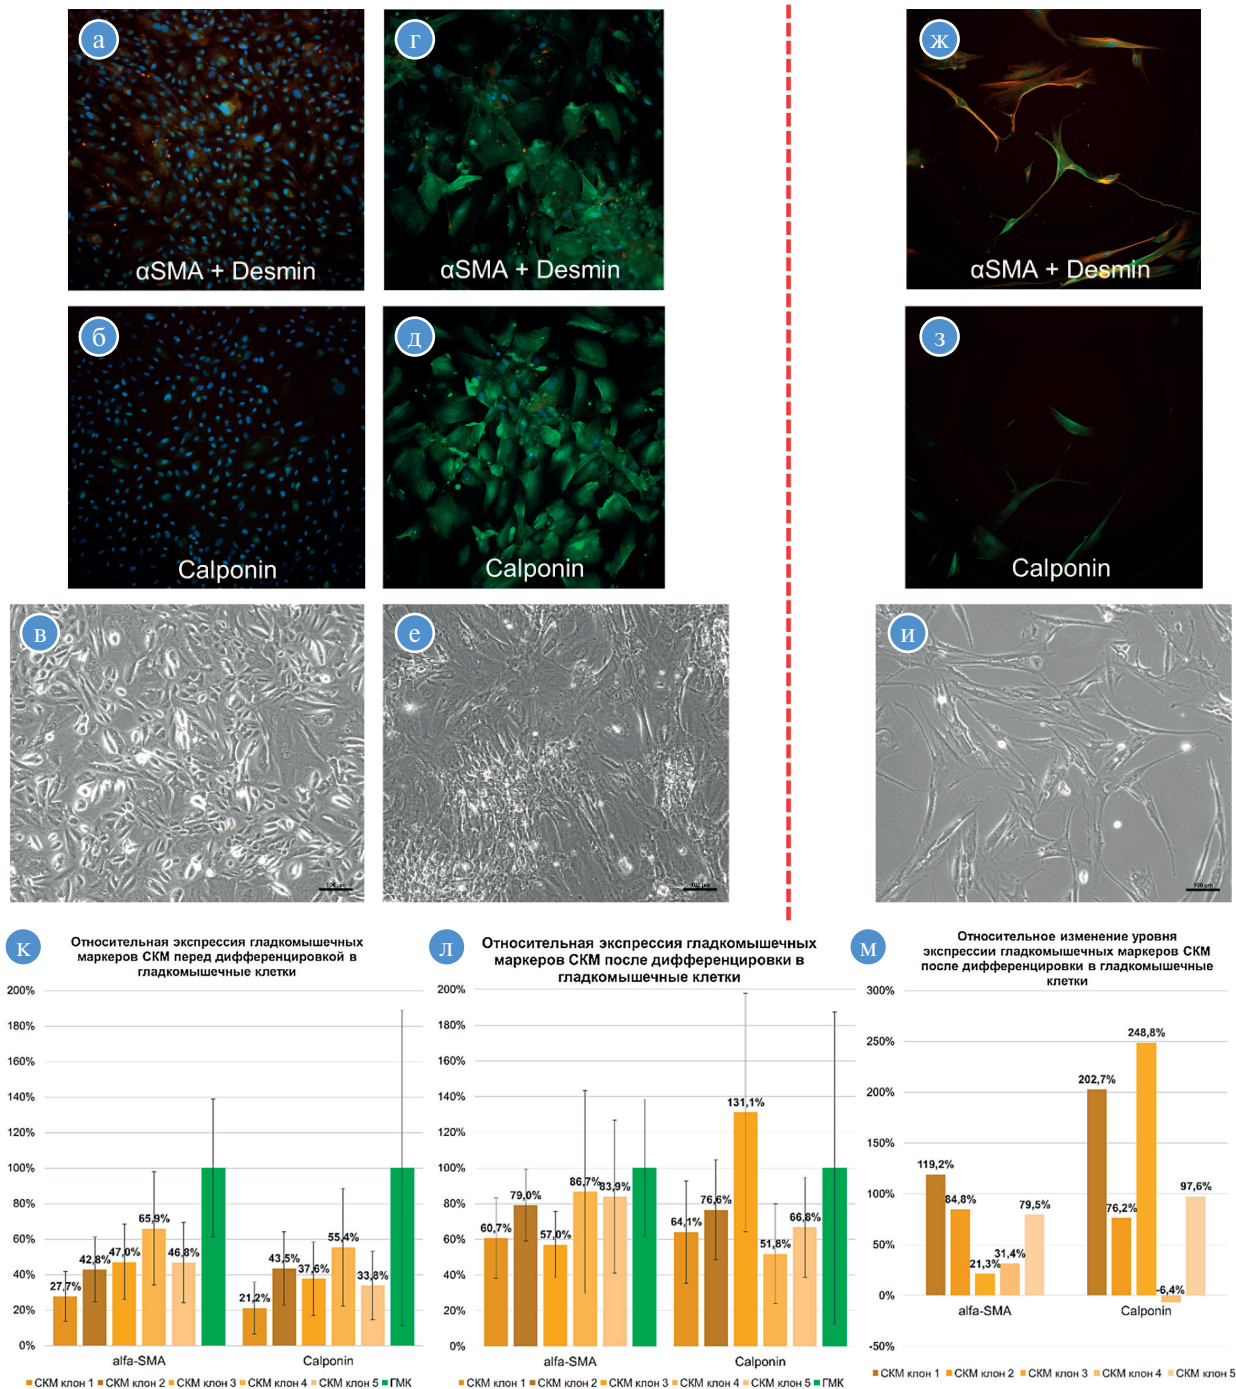 а
г
ж
αSMA + Desmin
αSMA + Desmin
αSMA + Desmin
б
д
з
Calponin
Calponin
Calponin
в
е
и
100 µm
100 µm
100 µm
к
Относительная экспрессия гладкомышечных
маркеров СКМ перед дифференцировкой в
гладкомышечные клетки
200%
180%
160%
140%
120%
100%
80%
60%
40%
20%
0%
27,7%
42,8%
47,0%
65,9%
46,8%
21,2%
43,5%
37,6%
55,4%
33,8%
alfa-SMA
Calponin
СКМ клон 1 СКМ клон 2 СКМ клон 3 СКМ клон 4 СКМ клон 5 ГМК
л
Относительная экспрессия гладкомышечных
маркеров СКМ после дифференцировки в
гладкомышечные клетки
200%
180%
160%
140%
120%
100%
80%
60%
40%
20%
0%
60,7%
79,0%
57,0%
86,7%
83,9%
64,1%
76,6%
131,1%
51,8%
66,8%
alfa-SMA
Calponin
СКМ клон 1 СКМ клон 2 СКМ клон 3 СКМ клон 4 СКМ клон 5 ГМК
м
Относительное изменение уровня
экспрессии гладкомышечных маркеров СКМ
после дифференцировки в гладкомышечные
клетки
300%
250%
200%
150%
100%
50%
0%
-50%
119,2%
84,8%
21,3%
31,4%
79,5%
202,7%
76,2%
248,8%
-6,4%
97,6%
alfa-SMA
Calponin
СКМ клон 1 СКМ клон 2 СКМ клон 3 СКМ клон 4 СКМ клон 5